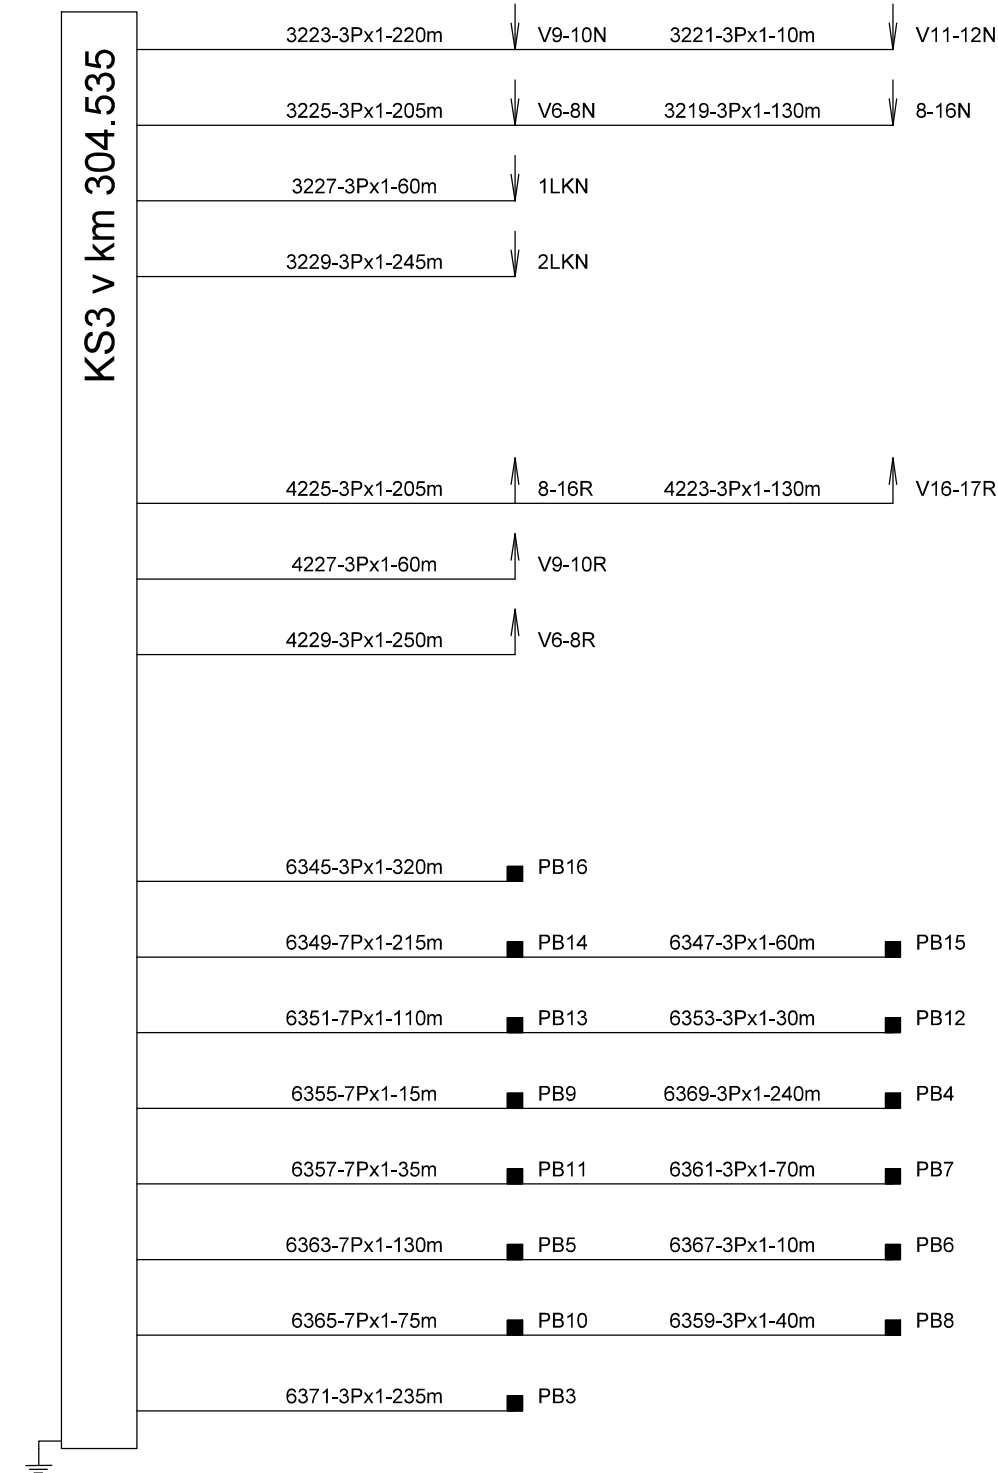 KS3 v km 304.535
3223-3Px1-220m V9-10N 3221-3Px1-10m V11-12N
3225-3Px1-205m V6-8N 3219-3Px1-130m 8-16N
3227-3Px1-60m 1LKN
3229-3Px1-245m 2LKN
4225-3Px1-205m 8-16R 4223-3Px1-130m V16-17R
4227-3Px1-60m V9-10R
4229-3Px1-250m V6-8R
6345-3Px1-320m PB16
6349-7Px1-215m PB14 6347-3Px1-60m PB15
6351-7Px1-110m PB13 6353-3Px1-30m PB12
6355-7Px1-15m PB9 6369-3Px1-240m PB4
6357-7Px1-35m PB11 6361-3Px1-70m PB7
6363-7Px1-130m PB5 6367-3Px1-10m PB6
6365-7Px1-75m PB10 6359-3Px1-40m PB8
6371-3Px1-235m PB3